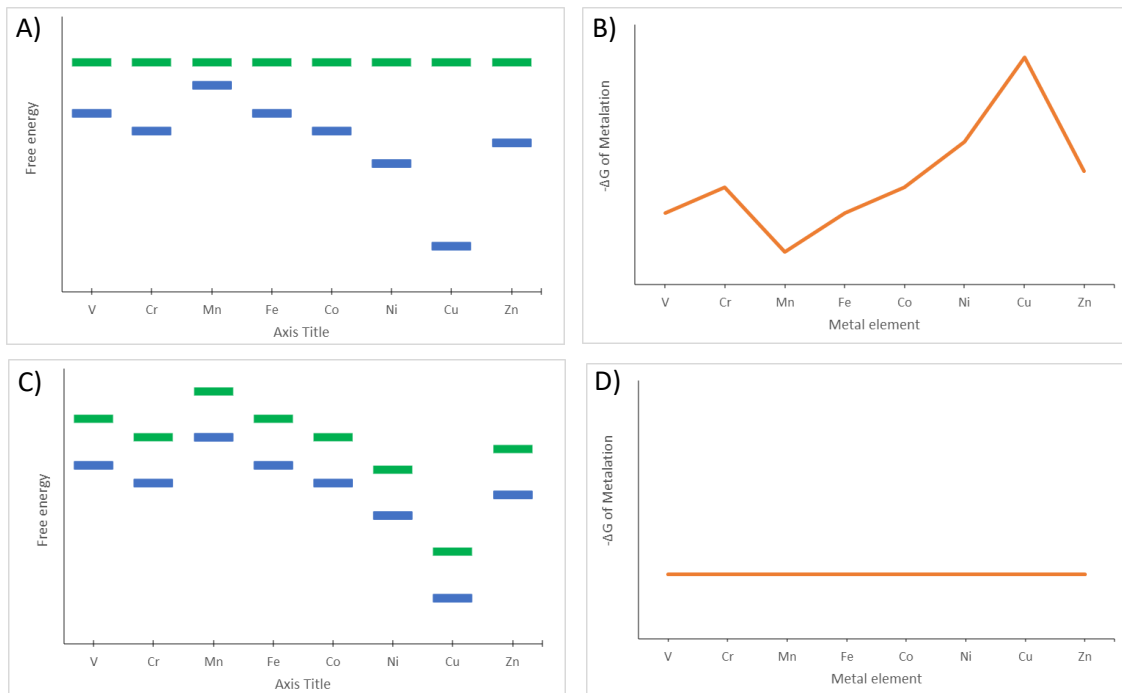 A)
Free energy
V Cr Mn Fe Co Ni Cu Zn
Axis Title
B)
-ΔG of Metalation
V Cr Mn Fe Co Ni Cu Zn
Metal element
C)
Free energy
V Cr Mn Fe Co Ni Cu Zn
Axis Title
D)
-ΔG of Metalation
V Cr Mn Fe Co Ni Cu Zn
Metal element